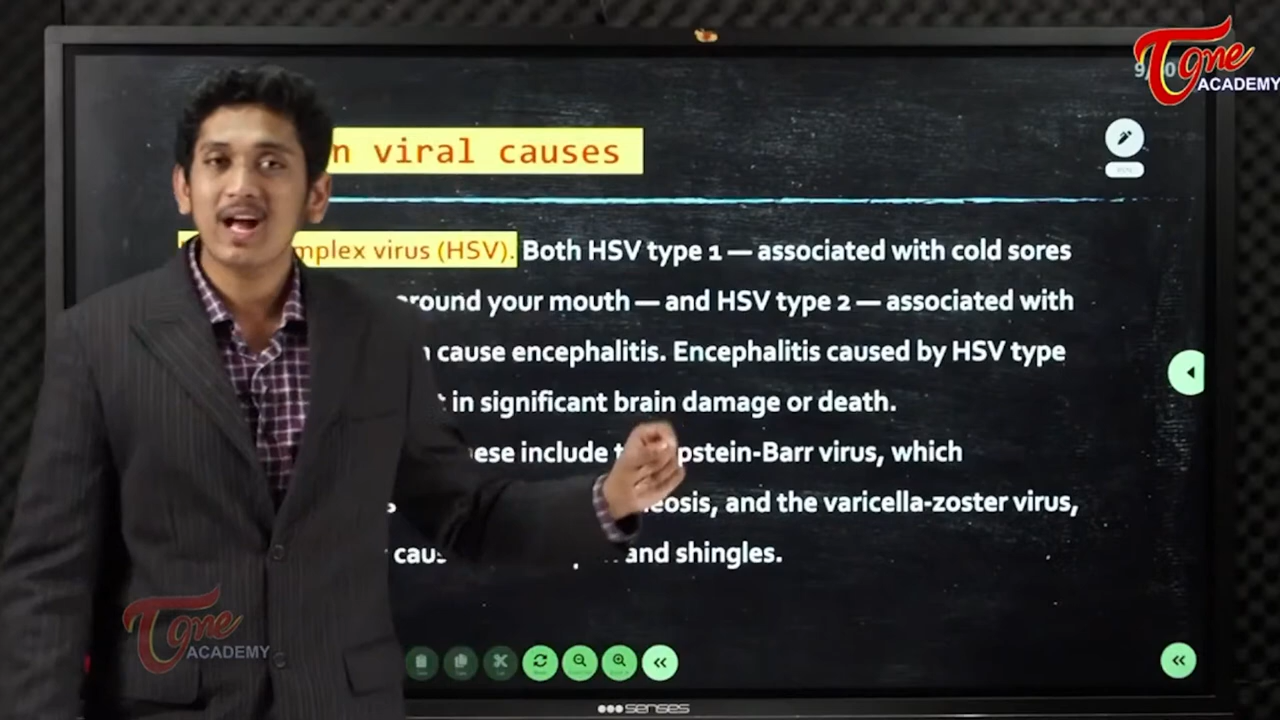 Tone
ACADEMY
viral causes
mplex virus (HSV). Both HSV type 1 — associated with cold sores
around your mouth — and HSV type 2 — associated with
cause encephalitis. Encephalitis caused by HSV type
in significant brain damage or death.
ese include pstein-Barr virus, which
eosis, and the varicella-zoster virus,
caus and shingles.
Tone
ACADEMY
senses